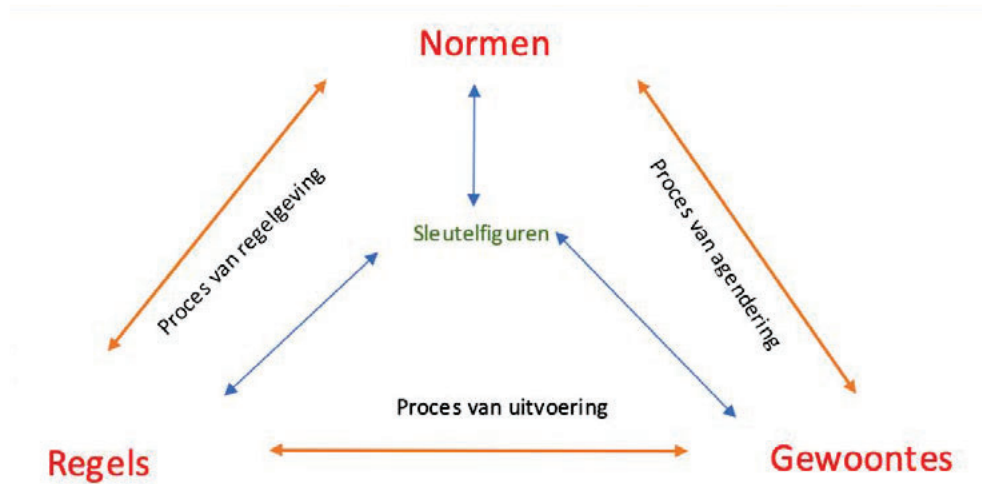 Normen
Proces van regelgeving
Proces van agendering
Sleutelfiguren
Proces van uitvoering
Regels
Gewoontes